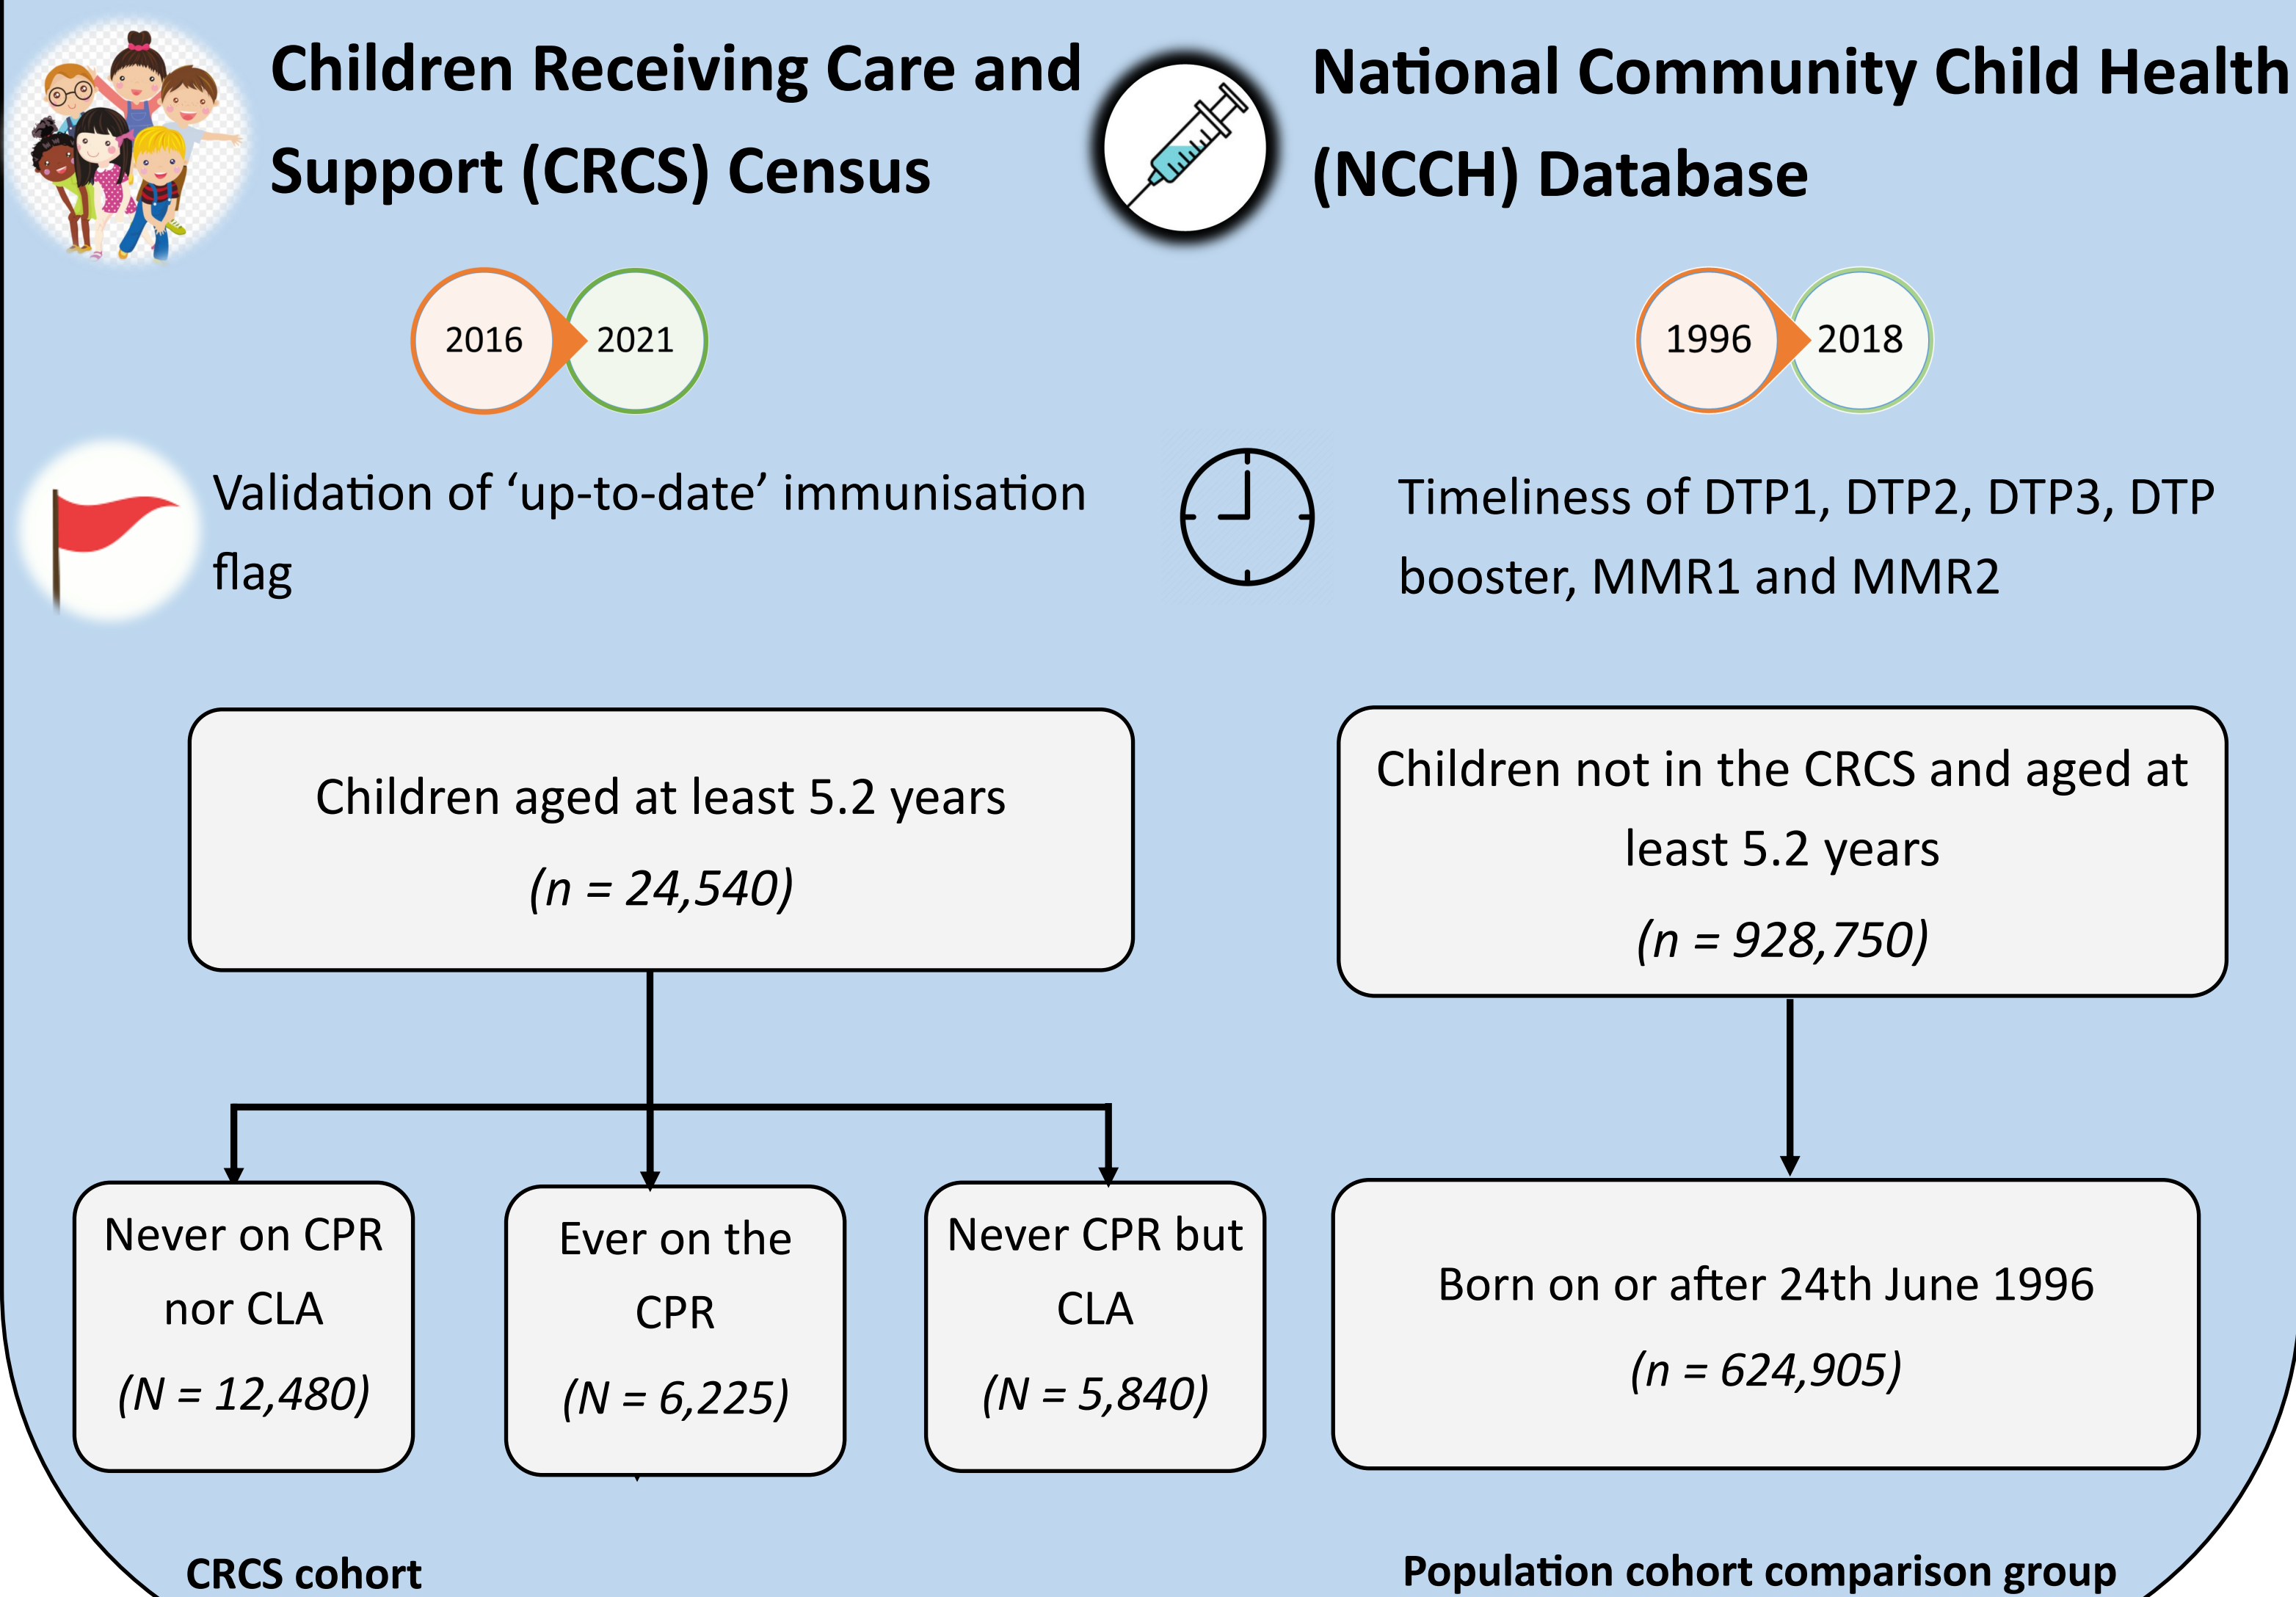 Children Receiving Care and
Support (CRCS) Census
National Community Child Health
(NCCH) Database
2016
2021
1996
2018
Validation of ‘up-to-date’ immunisation
flag
Timeliness of DTP1, DTP2, DTP3, DTP
booster, MMR1 and MMR2
Children aged at least 5.2 years
(n = 24,540)
Children not in the CRCS and aged at
least 5.2 years
(n = 928,750)
Never on CPR
nor CLA
(N = 12,480)
Ever on the
CPR
(N = 6,225)
Never CPR but
CLA
(N = 5,840)
Born on or after 24th June 1996
(n = 624,905)
CRCS cohort
Population cohort comparison group